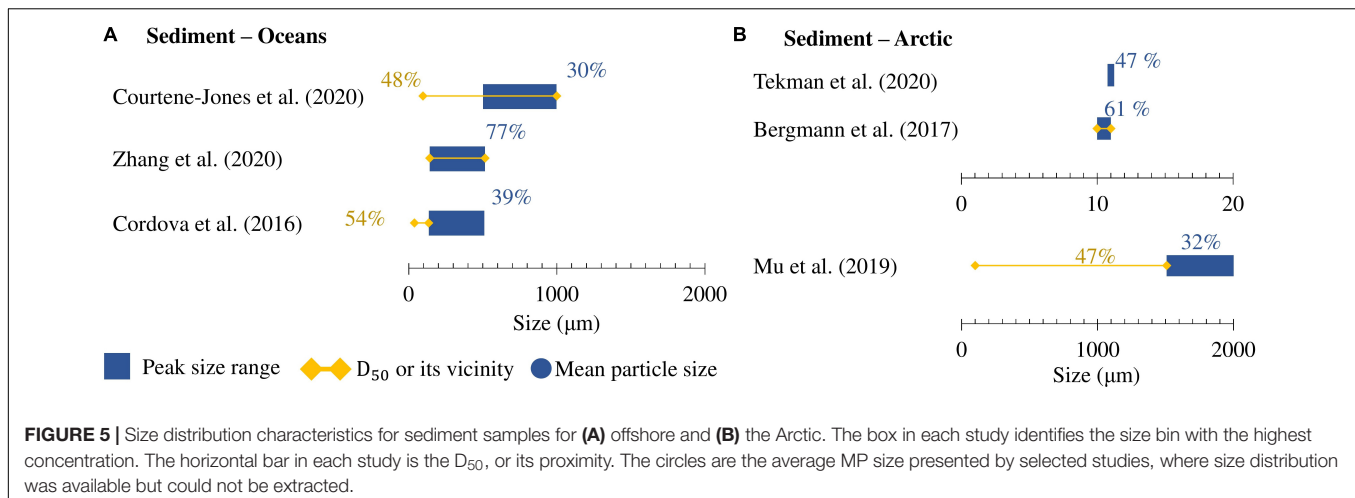 A Sediment – Oceans
48% 30%
Courtene-Jones et al. (2020)
77%
Zhang et al. (2020)
39%
54%
Cordova et al. (2016)
0 1000 2000
Size (μm)
B Sediment – Arctic
47 %
Tekman et al. (2020)
61 %
Bergmann et al. (2017)
0 10 20
32%
Mu et al. (2019) 47%
0 1000 2000
Size (μm)
Peak size range D₅₀ or its vicinity Mean particle size
FIGURE 5 | Size distribution characteristics for sediment samples for (A) offshore and (B) the Arctic. The box in each study identifies the size bin with the highest
concentration. The horizontal bar in each study is the D₅₀, or its proximity. The circles are the average MP size presented by selected studies, where size distribution
was available but could not be extracted.